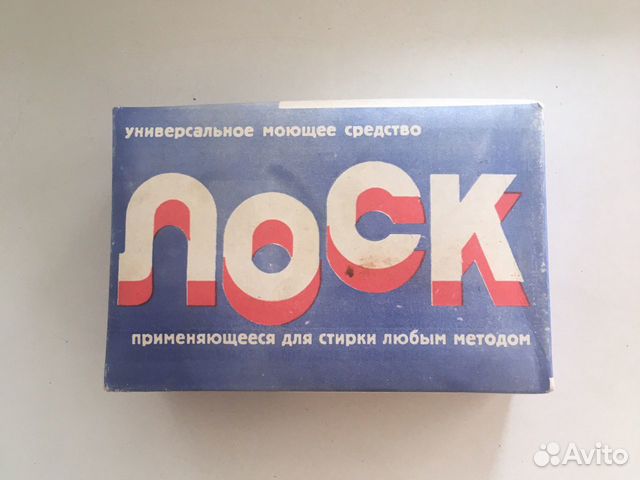 универсальное моющее средство
лоск
применяющееся для стирки любым методом
Avito